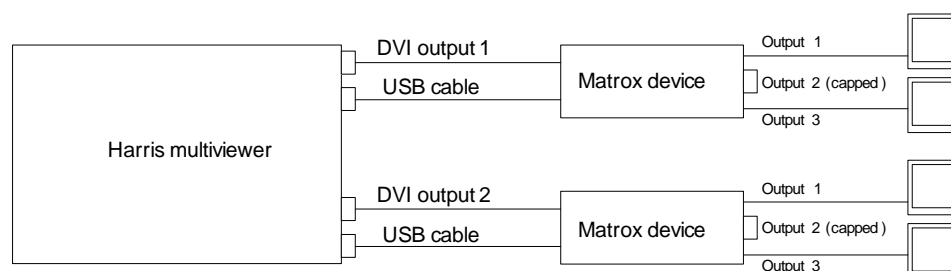 DVI output 1
USB cable
Matrox device
Output 1
Output 2 (capped)
Output 3
Harris multiviewer
DVI output 2
USB cable
Matrox device
Output 1
Output 2 (capped)
Output 3